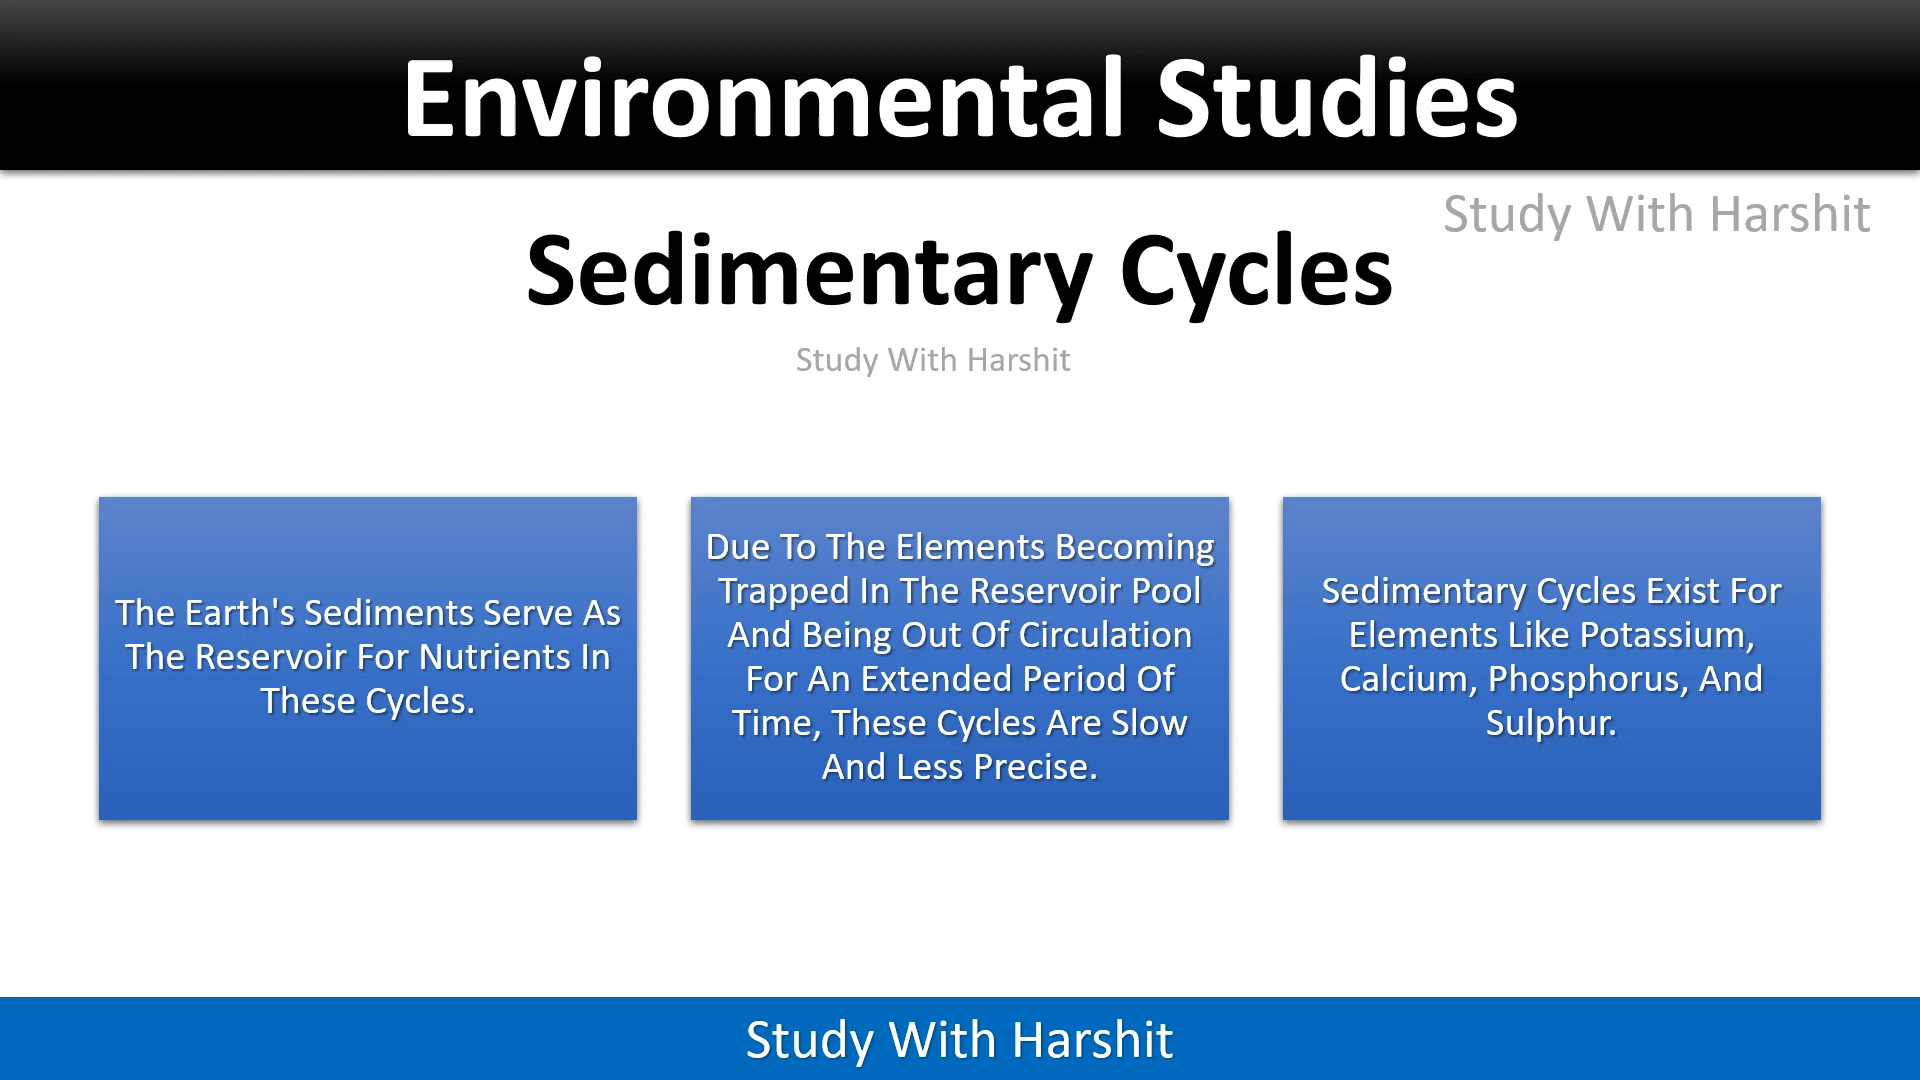 Environmental Studies
Study With Harshit
Sedimentary Cycles
Study With Harshit
The Earth's Sediments Serve As
The Reservoir For Nutrients In
These Cycles.
Due To The Elements Becoming
Trapped In The Reservoir Pool
And Being Out Of Circulation
For An Extended Period Of
Time, These Cycles Are Slow
And Less Precise.
Sedimentary Cycles Exist For
Elements Like Potassium,
Calcium, Phosphorus, And
Sulphur.
Study With Harshit